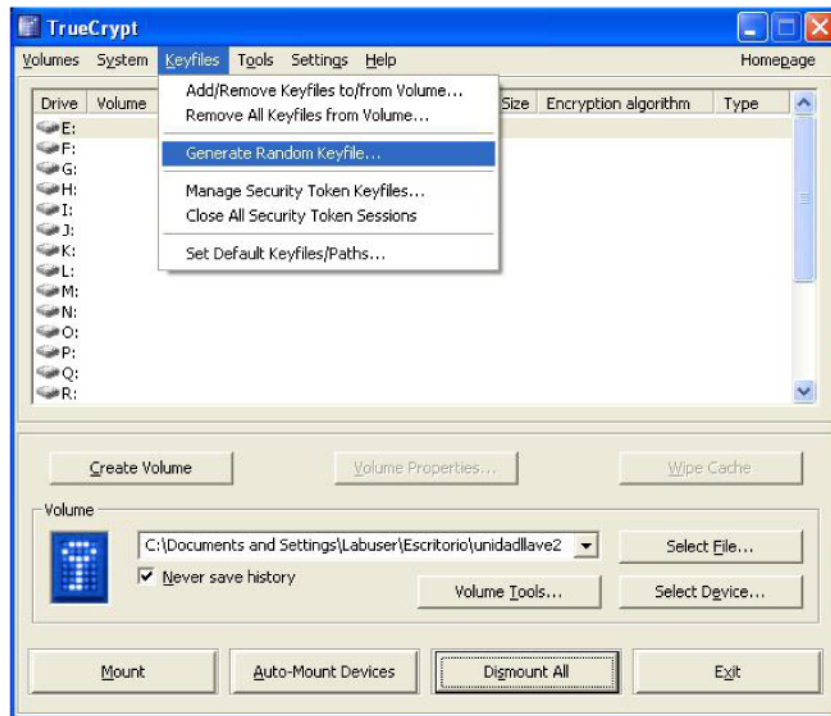 TrueCrypt
Volumes System Keyfiles Tools Settings Help Homepage
Add/Remove Keyfiles to/from Volume...
Remove All Keyfiles from Volume...
Generate Random Keyfile...
Manage Security Token Keyfiles...
Close All Security Token Sessions
Set Default Keyfiles/Paths...
Drive Volume Size Encryption algorithm Type
E:
F:
G:
H:
I:
J:
K:
L:
M:
N:
O:
P:
Q:
R:
Create Volume Volume Properties... Wipe Cache
Volume
C:\Documents and Settings\Labuser\Escritorio\unidadllave2 Select File...
Never save history
Volume Tools... Select Device...
Mount Auto-Mount Devices Dismount All Exit